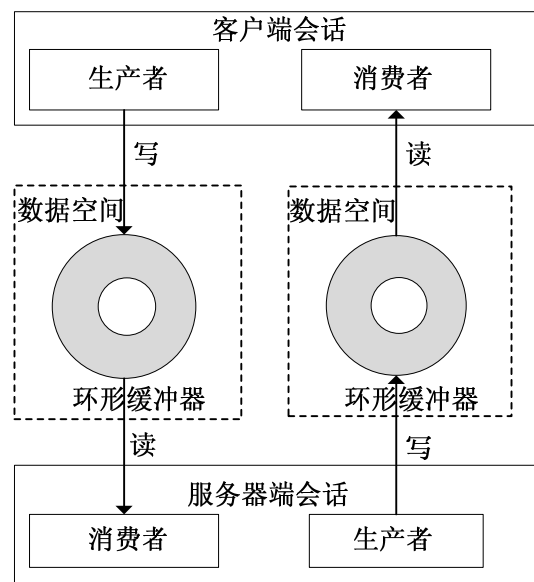 客户端会话
生产者 消费者
写 读
数据空间 数据空间
环形缓冲器 环形缓冲器
读 写
服务器端会话
消费者 生产者